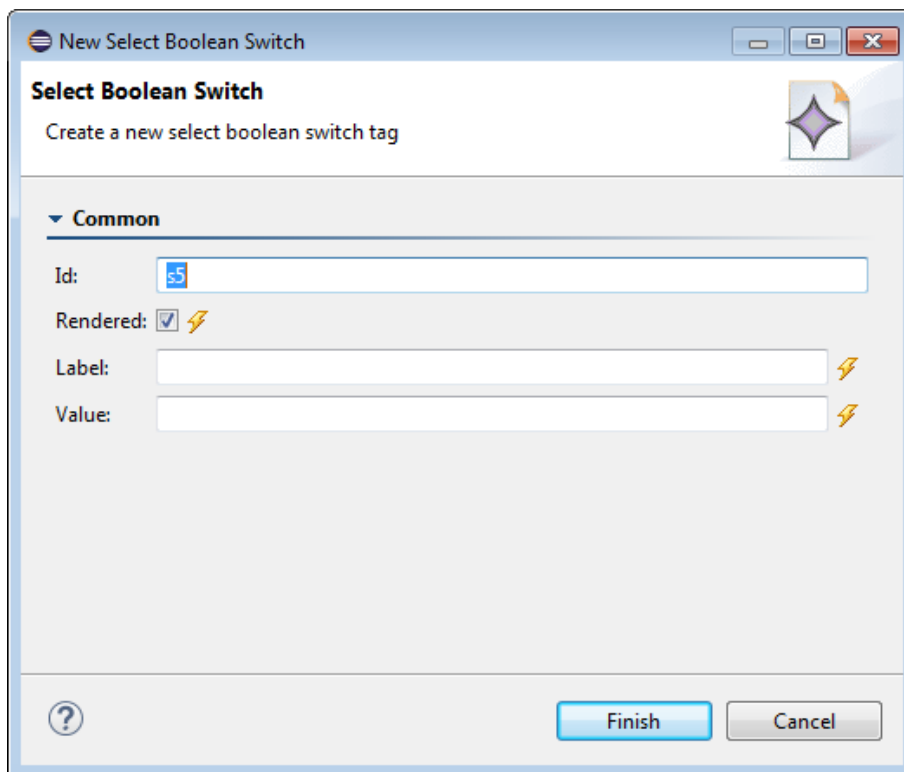 New Select Boolean Switch
Select Boolean Switch
Create a new select boolean switch tag
Common
Id: s5
Rendered:
Label:
Value:
?
Finish Cancel